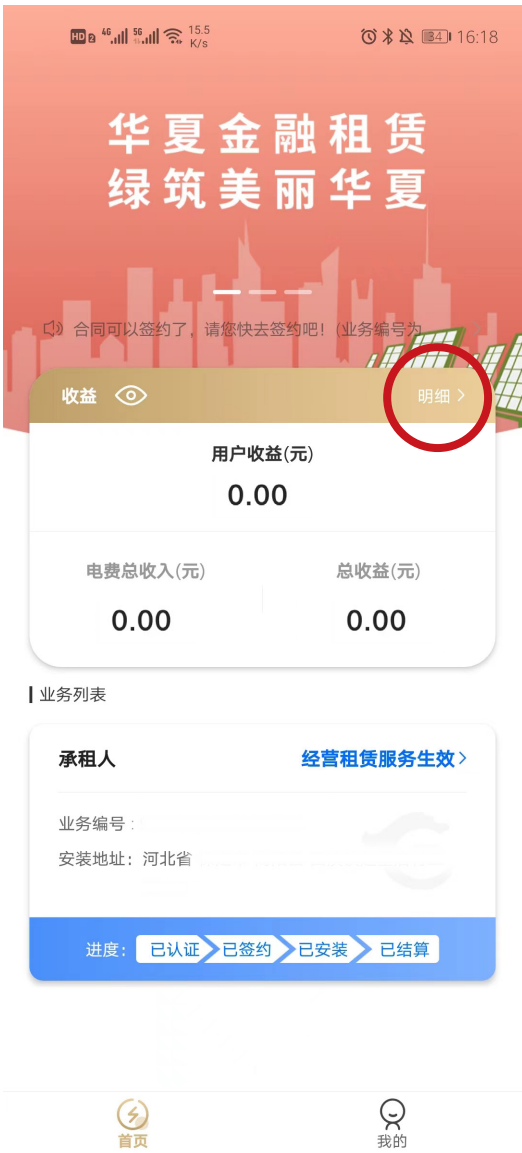 HD 2 4G 5G 15.5 K/s 34 16:18
华夏金融租赁
绿筑美丽华夏
合同可以签约了，请您快去签约吧！(业务编号为
收益 明细
用户收益(元)
0.00
电费总收入(元) 总收益(元)
0.00 0.00
业务列表
承租人 经营租赁服务生效
业务编号：
安装地址：河北省
进度： 已认证 已签约 已安装 已结算
首页 我的